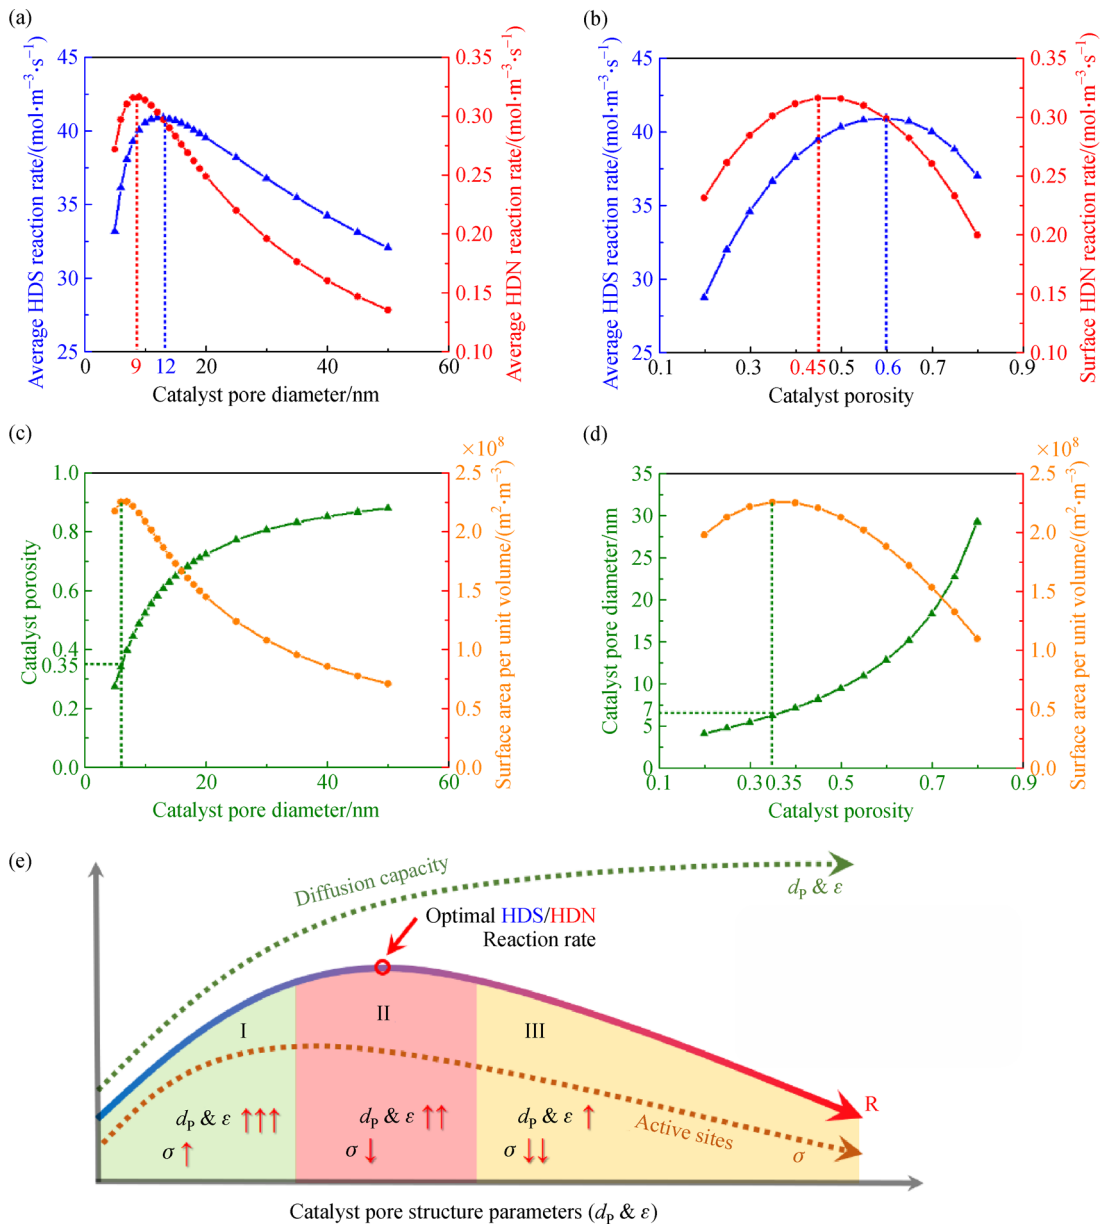 (a)
45
40
35
30
25
Average HDS reaction rate/(mol·m⁻³·s⁻¹)
0.35
0.30
0.25
0.20
0.15
0.10
Average HDN reaction rate/(mol·m⁻³·s⁻¹)
0 9 12 20 40 60
Catalyst pore diameter/nm
(b)
45
40
35
30
25
Average HDS reaction rate/(mol·m⁻³·s⁻¹)
0.35
0.30
0.25
0.20
0.15
0.10
Surface HDN reaction rate/(mol·m⁻³·s⁻¹)
0.1 0.3 0.45 0.5 0.6 0.7 0.9
Catalyst porosity
(c)
1.0
0.8
0.6
0.4
0.35
0.2
0.0
Catalyst porosity
×10⁸
2.5
2.0
1.5
1.0
0.5
0.0
Surface area per unit volume/(m²·m⁻³)
0 20 40 60
Catalyst pore diameter/nm
(d)
35
30
25
20
15
10
7
5
0
Catalyst pore diameter/nm
×10⁸
2.5
2.0
1.5
1.0
0.5
0.0
Surface area per unit volume/(m²·m⁻³)
0.1 0.3 0.35 0.5 0.7 0.9
Catalyst porosity
(e)
Diffusion capacity
d_P & ε
Optimal HDS/HDN
Reaction rate
I II III
d_P & ε ↑↑↑
σ ↑
d_P & ε ↑↑
σ ↓
d_P & ε ↑
σ ↓↓
Active sites
σ
R
Catalyst pore structure parameters (d_P & ε)